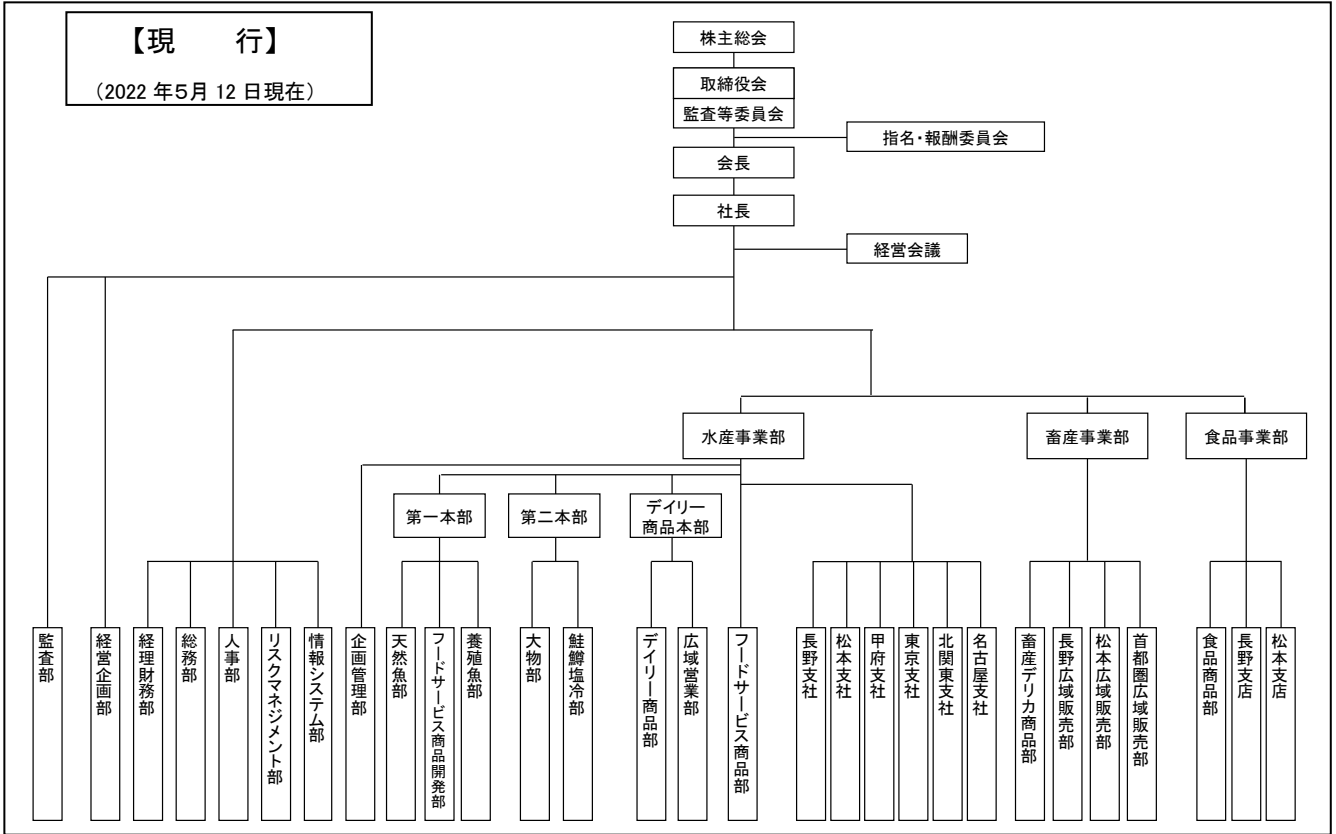 【現　　行】
（2022 年５月 12 日現在）
株主総会
取締役会
監査等委員会
指名・報酬委員会
会長
社長
経営会議
水産事業部
畜産事業部
食品事業部
第一本部
第二本部
デイリー
商品本部
監査部
経営企画部
経理財務部
総務部
人事部
リスクマネジメント部
情報システム部
企画管理部
天然魚部
フードサービス商品開発部
養殖魚部
大物部
鮭鱒塩冷部
デイリー商品部
広域営業部
フードサービス商品部
長野支社
松本支社
甲府支社
東京支社
北関東支社
名古屋支社
畜産デリカ商品部
長野広域販売部
松本広域販売部
首都圏広域販売部
食品商品部
長野支店
松本支店